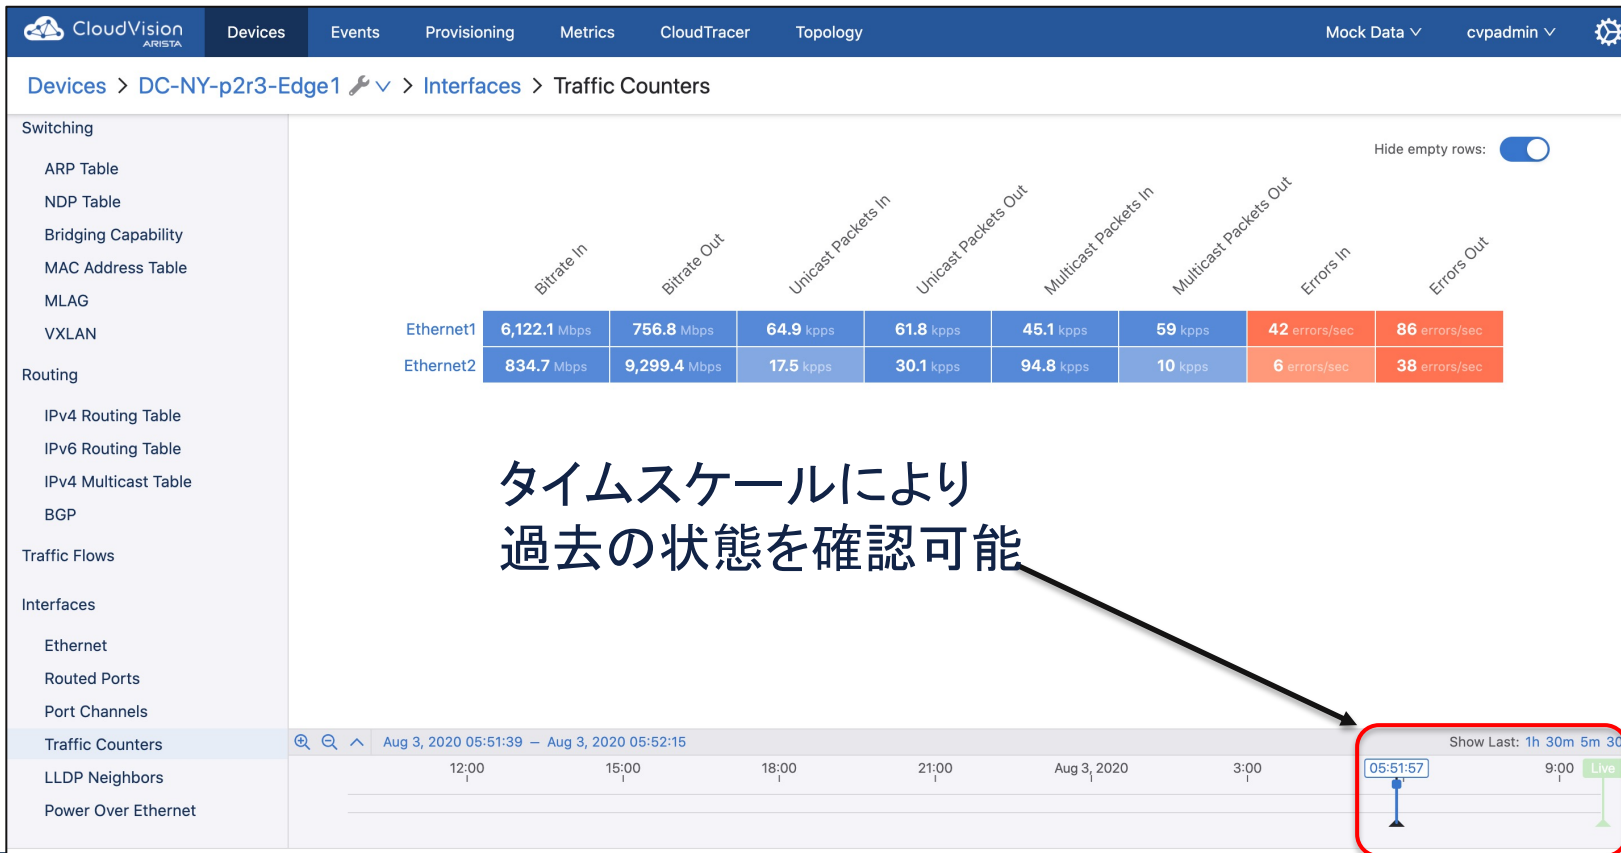 CloudVision
ARISTA
Devices Events Provisioning Metrics CloudTracer Topology Mock Data cvpadmin
Devices > DC-NY-p2r3-Edge1 > Interfaces > Traffic Counters
Switching
ARP Table
NDP Table
Bridging Capability
MAC Address Table
MLAG
VXLAN
Routing
IPv4 Routing Table
IPv6 Routing Table
IPv4 Multicast Table
BGP
Traffic Flows
Interfaces
Ethernet
Routed Ports
Port Channels
Traffic Counters
LLDP Neighbors
Power Over Ethernet
Hide empty rows:
Bitrate In Bitrate Out Unicast Packets In Unicast Packets Out Multicast Packets In Multicast Packets Out Errors In Errors Out
Ethernet1 6,122.1 Mbps 756.8 Mbps 64.9 kpps 61.8 kpps 45.1 kpps 59 kpps 42 errors/sec 86 errors/sec
Ethernet2 834.7 Mbps 9,299.4 Mbps 17.5 kpps 30.1 kpps 94.8 kpps 10 kpps 6 errors/sec 38 errors/sec
タイムスケールにより
過去の状態を確認可能
Aug 3, 2020 05:51:39 – Aug 3, 2020 05:52:15 Show Last: 1h 30m 5m 30
12:00 15:00 18:00 21:00 Aug 3, 2020 3:00 05:51:57 9:00 Live